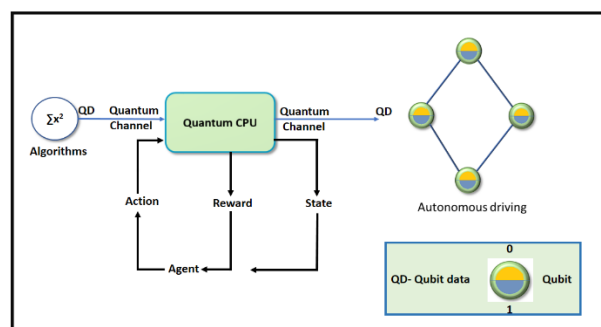 ∑x²
Algorithms
QD
Quantum
Channel
Quantum CPU
Quantum
Channel
QD
Action
Reward
State
Agent
Autonomous driving
0
QD- Qubit data
Qubit
1